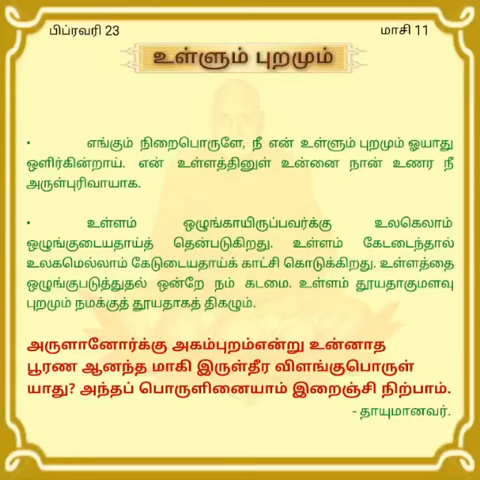 பிப்ரவரி 23
மாசி 11
உள்ளும் புறமும்
• எங்கும் நிறைபொருளே, நீ என் உள்ளும் புறமும் ஓயாது
ஒளிர்கின்றாய். என் உள்ளத்தினுள் உன்னை நான் உணர நீ
அருள்புரிவாயாக.
• உள்ளம் ஒழுங்காயிருப்பவர்க்கு உலகெலாம்
ஒழுங்குடையதாய்த் தென்படுகிறது. உள்ளம் கேடடைந்தால்
உலகமெல்லாம் கேடுடையதாய்க் காட்சி கொடுக்கிறது. உள்ளத்தை
ஒழுங்குபடுத்துதல் ஒன்றே நம் கடமை. உள்ளம் தூயதாகுமளவு
புறமும் நமக்குத் தூயதாகத் திகழும்.
அருளானோர்க்கு அகம்புறம்என்று உன்னாத
பூரண ஆனந்த மாகி இருள்தீர விளங்குபொருள்
யாது? அந்தப் பொருளினையாம் இறைஞ்சி நிற்பாம்.
- தாயுமானவர்.